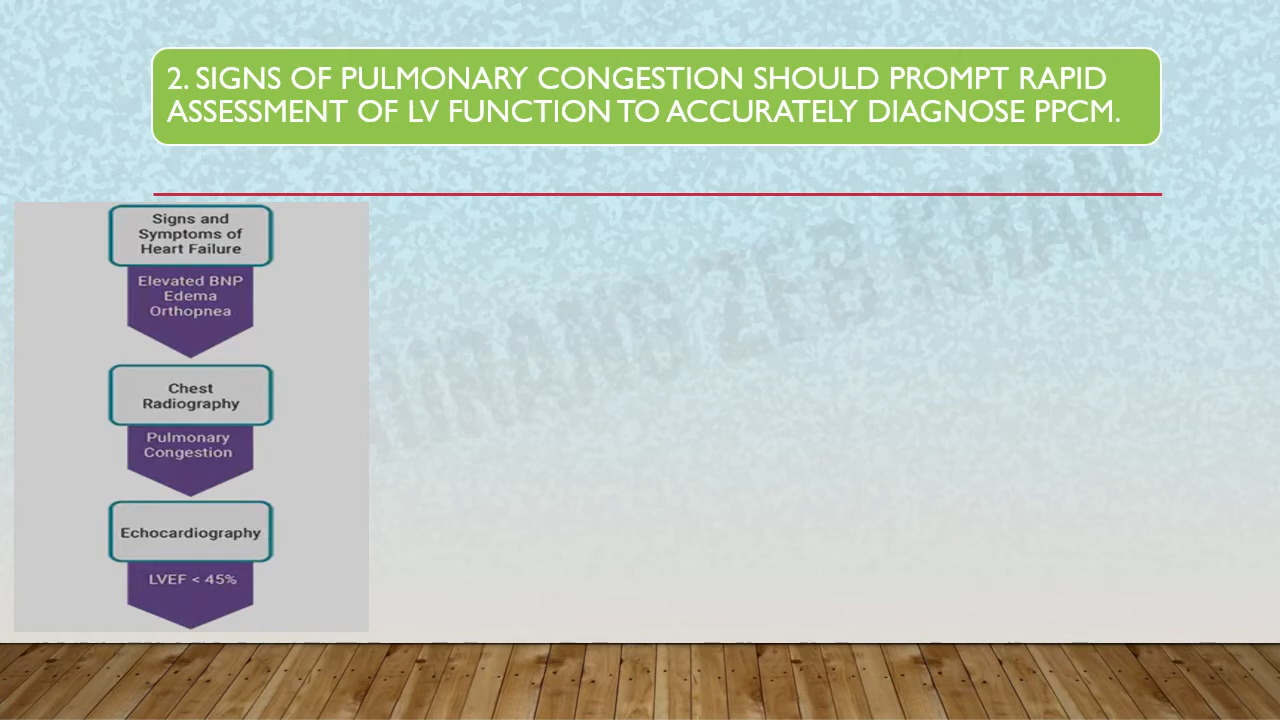 2. SIGNS OF PULMONARY CONGESTION SHOULD PROMPT RAPID
ASSESSMENT OF LV FUNCTION TO ACCURATELY DIAGNOSE PPCM.
Signs and
Symptoms of
Heart Failure
Elevated BNP
Edema
Orthopnea
Chest
Radiography
Pulmonary
Congestion
Echocardiography
LVEF < 45%